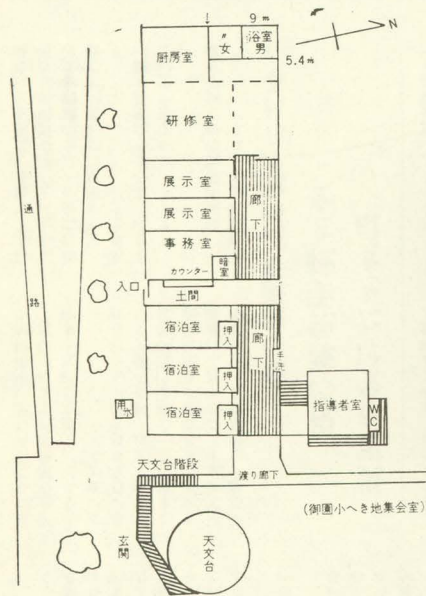 9 m
N
厨房室
〃
女
浴室
男
5.4 m
研修室
展示室
廊下
展示室
事務室
カウンター
暗室
通路
入口
土間
宿泊室
押入
廊下
宿泊室
押入
指導者室
WC
宿泊室
押入
用水
天文台階段
渡り廊下
(御園小へき地集会室)
玄関
天文台